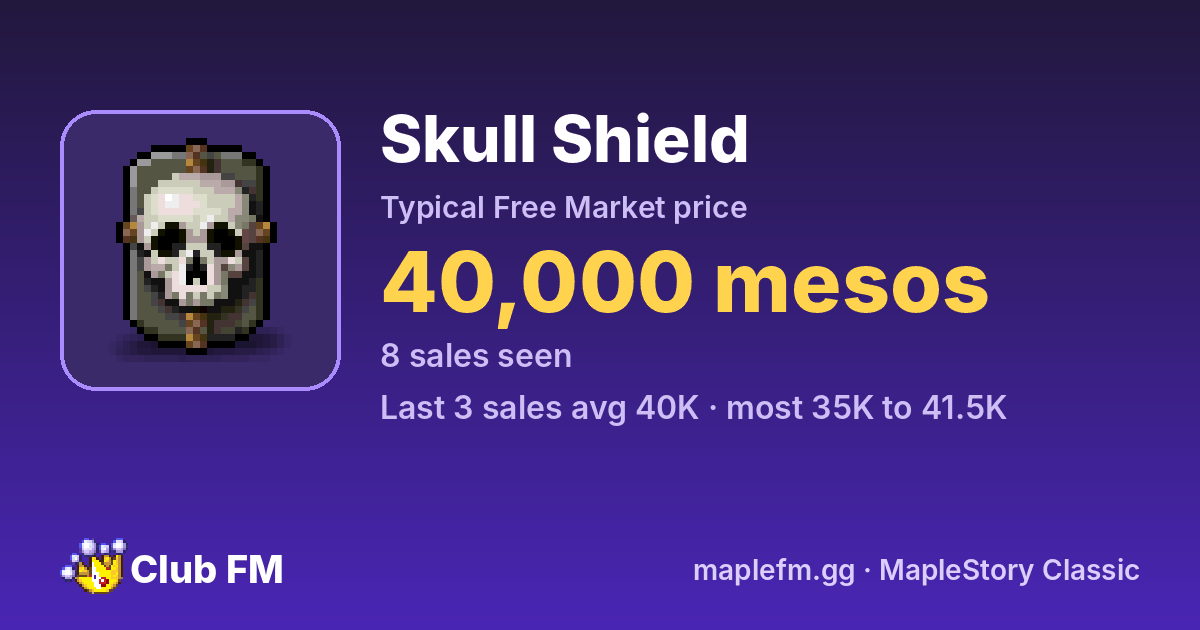 Skull Shield
Typical Free Market price
40,000 mesos
8 sales seen
Last 3 sales avg 40K · most 35K to 41.5K
Club FM
maplefm.gg · MapleStory Classic